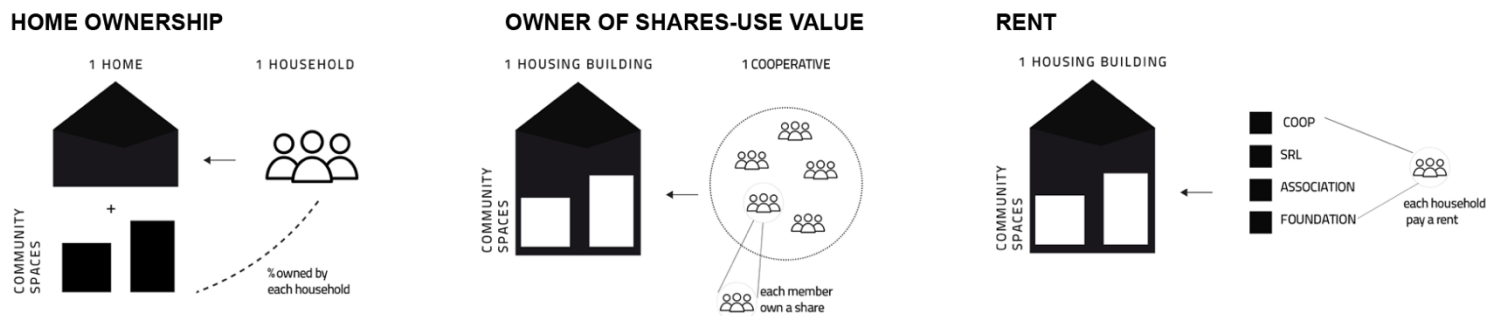 HOME OWNERSHIP
1 HOME
1 HOUSEHOLD
+
COMMUNITY
SPACES
% owned by
each household
OWNER OF SHARES-USE VALUE
1 HOUSING BUILDING
1 COOPERATIVE
COMMUNITY
SPACES
each member
own a share
RENT
1 HOUSING BUILDING
COMMUNITY
SPACES
COOP
SRL
ASSOCIATION
FOUNDATION
each household
pay a rent